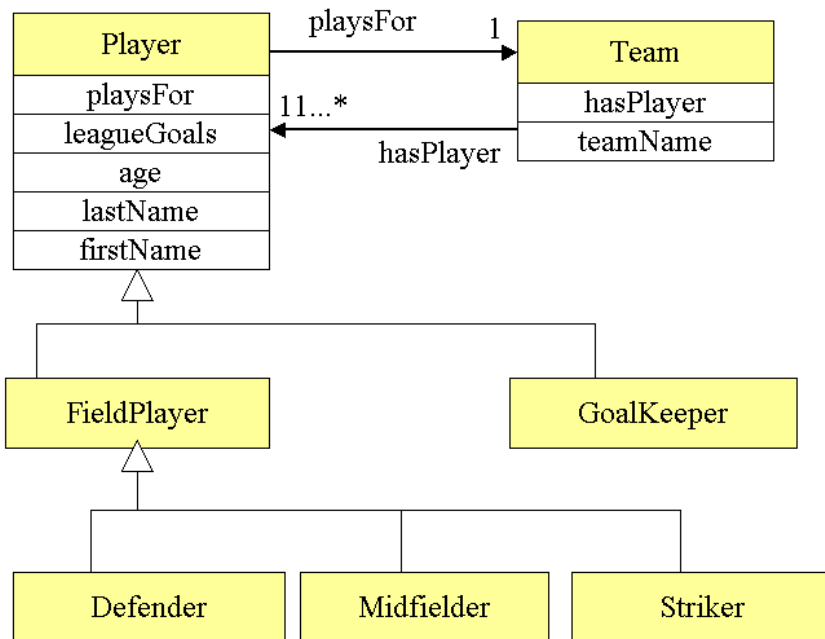 Player
playsFor
leagueGoals
age
lastName
firstName
playsFor
1
11...*
hasPlayer
Team
hasPlayer
teamName
FieldPlayer
GoalKeeper
Defender
Midfielder
Striker